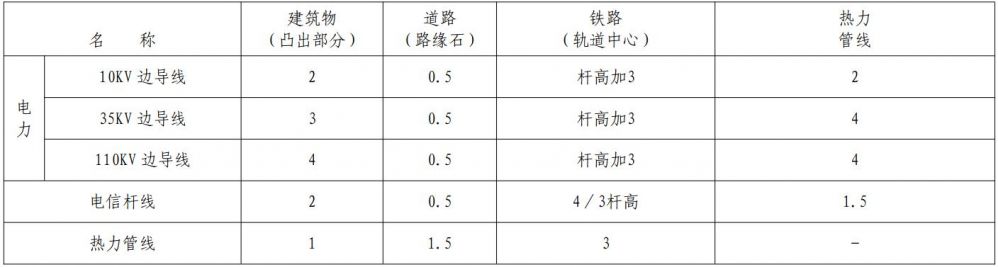 名 称 建筑物（凸出部分） 道路（路缘石） 铁路（轨道中心） 热力管线
电力 10KV 边导线 2 0.5 杆高加3 2
35KV 边导线 3 0.5 杆高加3 4
110KV 边导线 4 0.5 杆高加3 4
电信杆线 2 0.5 4／3杆高 1.5
热力管线 1 1.5 3 —